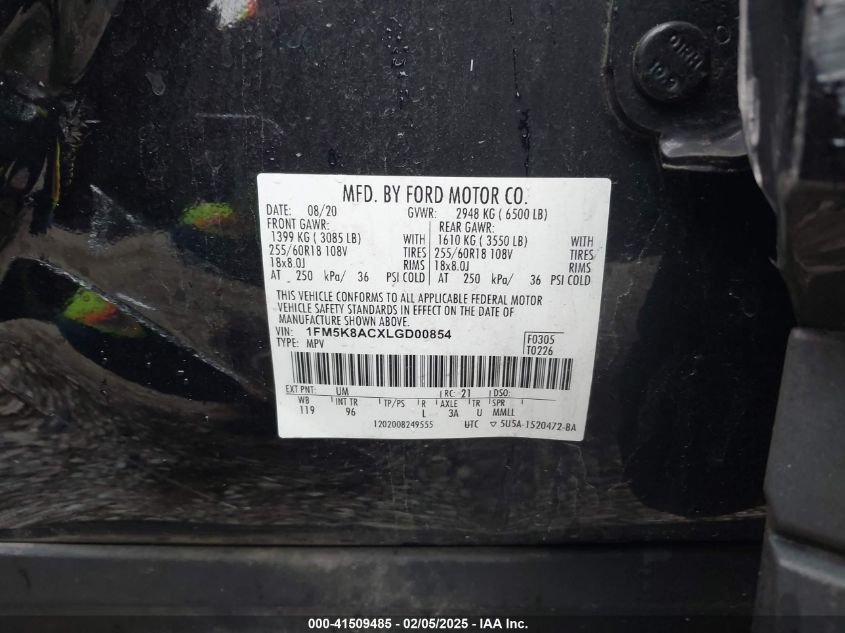 MFD. BY FORD MOTOR CO.
DATE: 08/20 GVWR: 2948 KG ( 6500 LB)
FRONT GAWR: REAR GAWR:
1399 KG ( 3085 LB) WITH 1610 KG ( 3550 LB) WITH
255/60R18 108V TIRES 255/60R18 108V TIRES
18x8.0J RIMS 18x8.0J RIMS
AT 250 kPa/ 36 PSI COLD AT 250 kPa/ 36 PSI COLD
THIS VEHICLE CONFORMS TO ALL APPLICABLE FEDERAL MOTOR
VEHICLE SAFETY STANDARDS IN EFFECT ON THE DATE OF
MANUFACTURE SHOWN ABOVE.
VIN: 1FM5K8ACXLGD00854 F0305
TYPE: MPV T0226
EXT PNT: UM RC: 21 DSO:
WB INT TR TP/PS R AXLE TR SPR
119 96 L 3A U MMLL
1202008249555 UTC ▽ 5U5A-1520472-BA
000-41509485 - 02/05/2025 - IAA Inc.